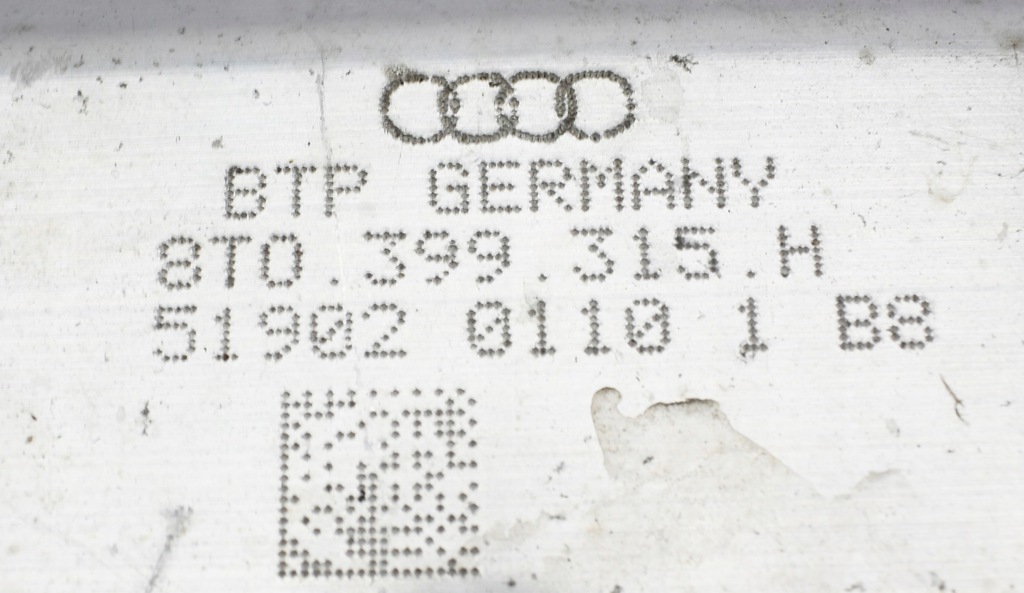 BTP GERMANY
8T0.399.315.H
51902 0110 1 B8